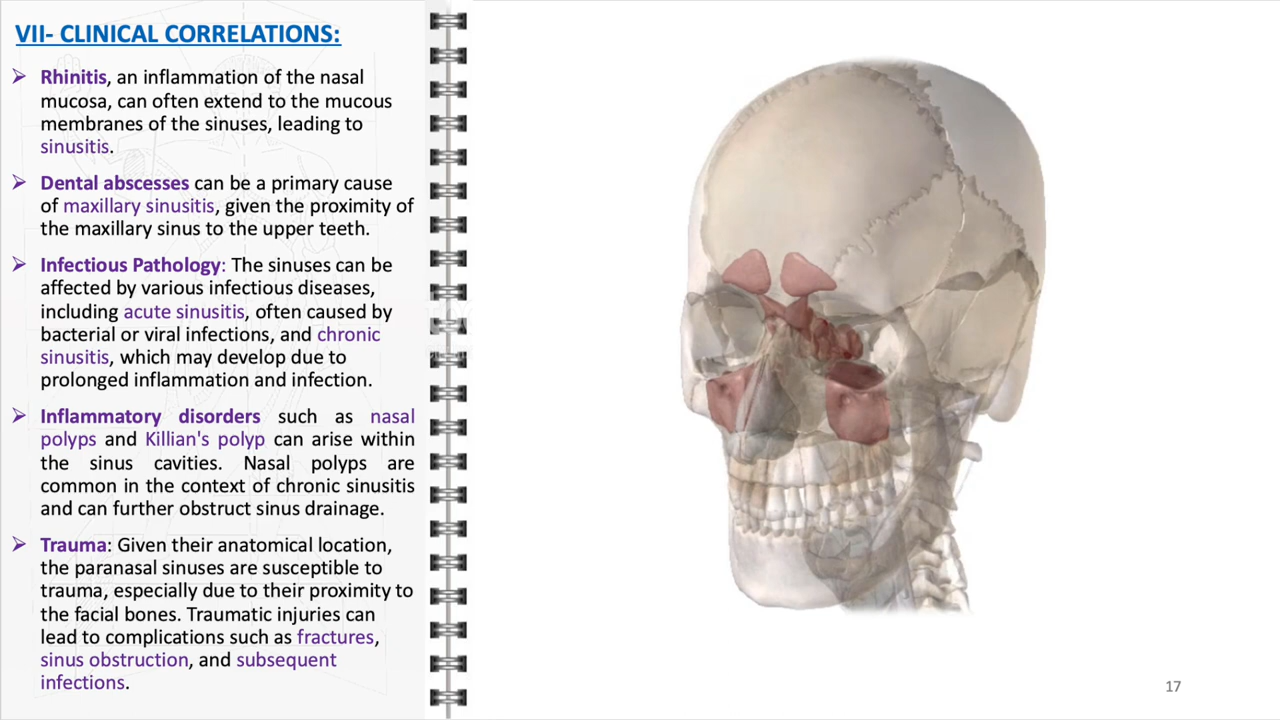 VII- CLINICAL CORRELATIONS:
➢ Rhinitis, an inflammation of the nasal
mucosa, can often extend to the mucous
membranes of the sinuses, leading to
sinusitis.
➢ Dental abscesses can be a primary cause
of maxillary sinusitis, given the proximity of
the maxillary sinus to the upper teeth.
➢ Infectious Pathology: The sinuses can be
affected by various infectious diseases,
including acute sinusitis, often caused by
bacterial or viral infections, and chronic
sinusitis, which may develop due to
prolonged inflammation and infection.
➢ Inflammatory disorders such as nasal
polyps and Killian's polyp can arise within
the sinus cavities. Nasal polyps are
common in the context of chronic sinusitis
and can further obstruct sinus drainage.
➢ Trauma: Given their anatomical location,
the paranasal sinuses are susceptible to
trauma, especially due to their proximity to
the facial bones. Traumatic injuries can
lead to complications such as fractures,
sinus obstruction, and subsequent
infections.
17